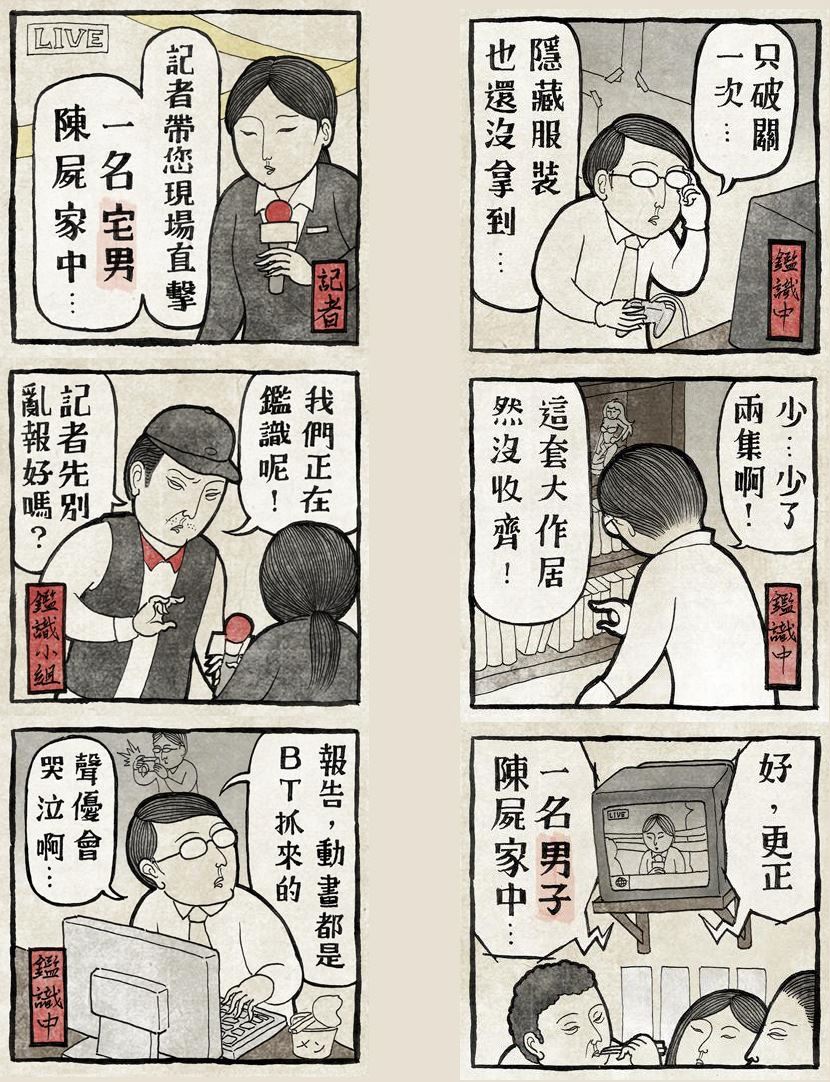 LIVE
記者帶您現場直擊
一名宅男
陳屍家中…
記者
我們正在
鑑識呢！
記者先別
亂報好嗎？
鑑識小組
報告，動畫都是
BT抓來的
聲優會
哭泣啊…
鑑識中
メン
只破關
一次…
隱藏服裝
也還沒拿到…
鑑識中
少…少了
兩集啊！
這套大作居
然沒收齊！
鑑識中
好，更正
LIVE
一名男子
陳屍家中…